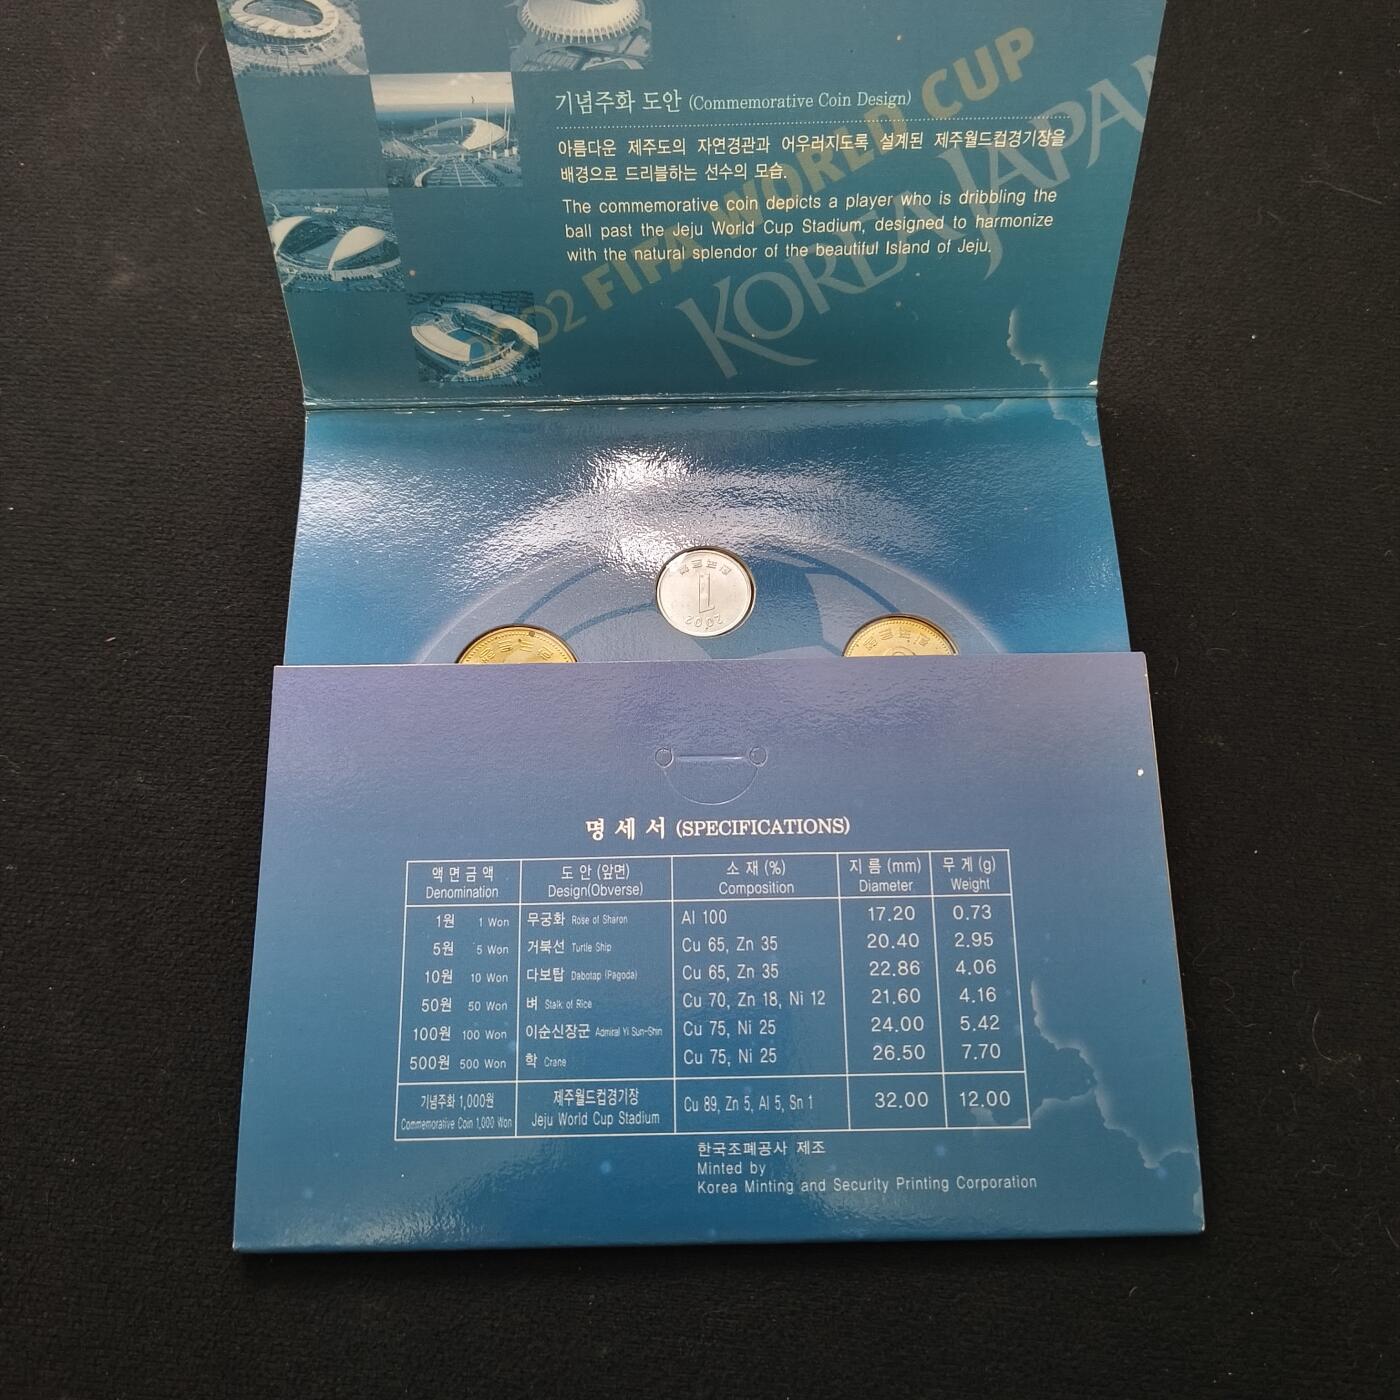 기념주화 도안 (Commemorative Coin Design)
아름다운 제주도의 자연경관과 어우러지도록 설계된 제주월드컵경기장을
배경으로 드리블하는 선수의 모습.
The commemorative coin depicts a player who is dribbling the
ball past the Jeju World Cup Stadium, designed to harmonize
with the natural splendor of the beautiful Island of Jeju.
2002 FIFA WORLD CUP
KOREA JAPAN
한국은행
1
2002
한국은행
한국은행
명세서 (SPECIFICATIONS)
액면금액 도안(앞면) 소재(%) 지름(mm) 무게(g)
Denomination Design(Obverse) Composition Diameter Weight
1원 1 Won 무궁화 Rose of Sharon Al 100 17.20 0.73
5원 5 Won 거북선 Turtle Ship Cu 65, Zn 35 20.40 2.95
10원 10 Won 다보탑 Dabotap (Pagoda) Cu 65, Zn 35 22.86 4.06
50원 50 Won 벼 Stalk of Rice Cu 70, Zn 18, Ni 12 21.60 4.16
100원 100 Won 이순신장군 Admiral Yi Sun-Shin Cu 75, Ni 25 24.00 5.42
500원 500 Won 학 Crane Cu 75, Ni 25 26.50 7.70
기념주화 1,000원 제주월드컵경기장 Cu 89, Zn 5, Al 5, Sn 1 32.00 12.00
Commemorative Coin 1,000 Won Jeju World Cup Stadium
한국조폐공사 제조
Minted by
Korea Minting and Security Printing Corporation